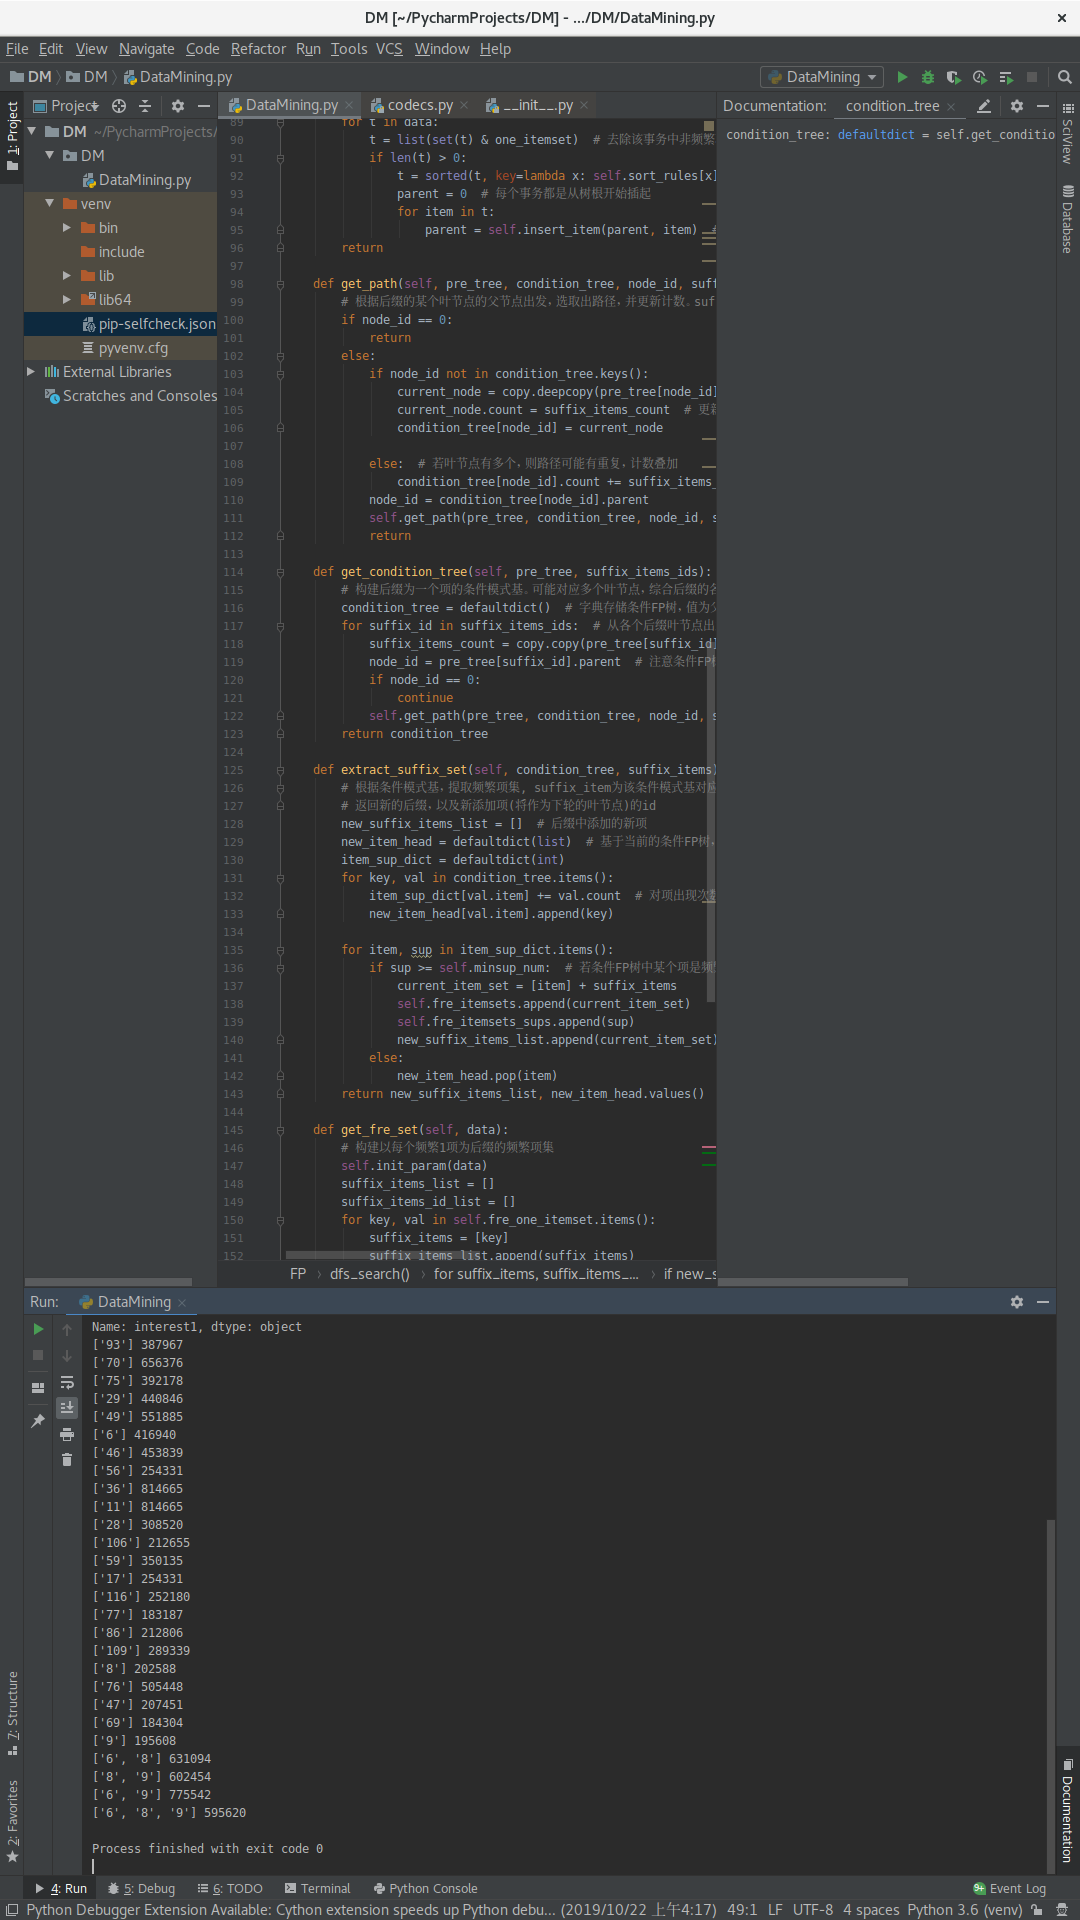 DM [~/PycharmProjects/DM] - .../DM/DataMining.py
File Edit View Navigate Code Refactor Run Tools VCS Window Help
DM DM DataMining.py DataMining
1: Project
Project
DM ~/PycharmProjects/
DM
DataMining.py
venv
bin
include
lib
lib64
pip-selfcheck.json
pyvenv.cfg
External Libraries
Scratches and Consoles
DataMining.py codecs.py __init__.py
89 for t in data:
90 t = list(set(t) & one_itemset) # 去除该事务中非频繁
91 if len(t) > 0:
92 t = sorted(t, key=lambda x: self.sort_rules[x]
93 parent = 0 # 每个事务都是从树根开始插起
94 for item in t:
95 parent = self.insert_item(parent, item) #
96 return
97
98 def get_path(self, pre_tree, condition_tree, node_id, suff
99 # 根据后缀的某个叶节点的父节点出发，选取出路径，并更新计数。suf
100 if node_id == 0:
101 return
102 else:
103 if node_id not in condition_tree.keys():
104 current_node = copy.deepcopy(pre_tree[node_id]
105 current_node.count = suffix_items_count # 更新
106 condition_tree[node_id] = current_node
107
108 else: # 若叶节点有多个，则路径可能有重复，计数叠加
109 condition_tree[node_id].count += suffix_items_
110 node_id = condition_tree[node_id].parent
111 self.get_path(pre_tree, condition_tree, node_id, s
112 return
113
114 def get_condition_tree(self, pre_tree, suffix_items_ids):
115 # 构建后缀为一个项的条件模式基。可能对应多个叶节点，综合后缀的各
116 condition_tree = defaultdict() # 字典存储条件FP树，值为父
117 for suffix_id in suffix_items_ids: # 从各个后缀叶节点出
118 suffix_items_count = copy.copy(pre_tree[suffix_id]
119 node_id = pre_tree[suffix_id].parent # 注意条件FP树
120 if node_id == 0:
121 continue
122 self.get_path(pre_tree, condition_tree, node_id, s
123 return condition_tree
124
125 def extract_suffix_set(self, condition_tree, suffix_items)
126 # 根据条件模式基，提取频繁项集, suffix_item为该条件模式基对应
127 # 返回新的后缀，以及新添加项(将作为下轮的叶节点)的id
128 new_suffix_items_list = [] # 后缀中添加的新项
129 new_item_head = defaultdict(list) # 基于当前的条件FP树，
130 item_sup_dict = defaultdict(int)
131 for key, val in condition_tree.items():
132 item_sup_dict[val.item] += val.count # 对项出现次数
133 new_item_head[val.item].append(key)
134
135 for item, sup in item_sup_dict.items():
136 if sup >= self.minsup_num: # 若条件FP树中某个项是频
137 current_item_set = [item] + suffix_items
138 self.fre_itemsets.append(current_item_set)
139 self.fre_itemsets_sups.append(sup)
140 new_suffix_items_list.append(current_item_set)
141 else:
142 new_item_head.pop(item)
143 return new_suffix_items_list, new_item_head.values()
144
145 def get_fre_set(self, data):
146 # 构建以每个频繁1项为后缀的频繁项集
147 self.init_param(data)
148 suffix_items_list = []
149 suffix_items_id_list = []
150 for key, val in self.fre_one_itemset.items():
151 suffix_items = [key]
152 suffix_items_list.append(suffix_items)
FP dfs_search() for suffix_items, suffix_items_... if new_s
Documentation: condition_tree
condition_tree: defaultdict = self.get_conditio
SciView
Database
Run: DataMining
Name: interest1, dtype: object
['93'] 387967
['70'] 656376
['75'] 392178
['29'] 440846
['49'] 551885
['6'] 416940
['46'] 453839
['56'] 254331
['36'] 814665
['11'] 814665
['28'] 308520
['106'] 212655
['59'] 350135
['17'] 254331
['116'] 252180
['77'] 183187
['86'] 212806
['109'] 289339
['8'] 202588
['76'] 505448
['47'] 207451
['69'] 184304
['9'] 195608
['6', '8'] 631094
['8', '9'] 602454
['6', '9'] 775542
['6', '8', '9'] 595620
Process finished with exit code 0
7: Structure
2: Favorites
Documentation
4: Run 5: Debug 6: TODO Terminal Python Console 9+ Event Log
Python Debugger Extension Available: Cython extension speeds up Python debu... (2019/10/22 上午4:17) 49:1 LF UTF-8 4 spaces Python 3.6 (venv)